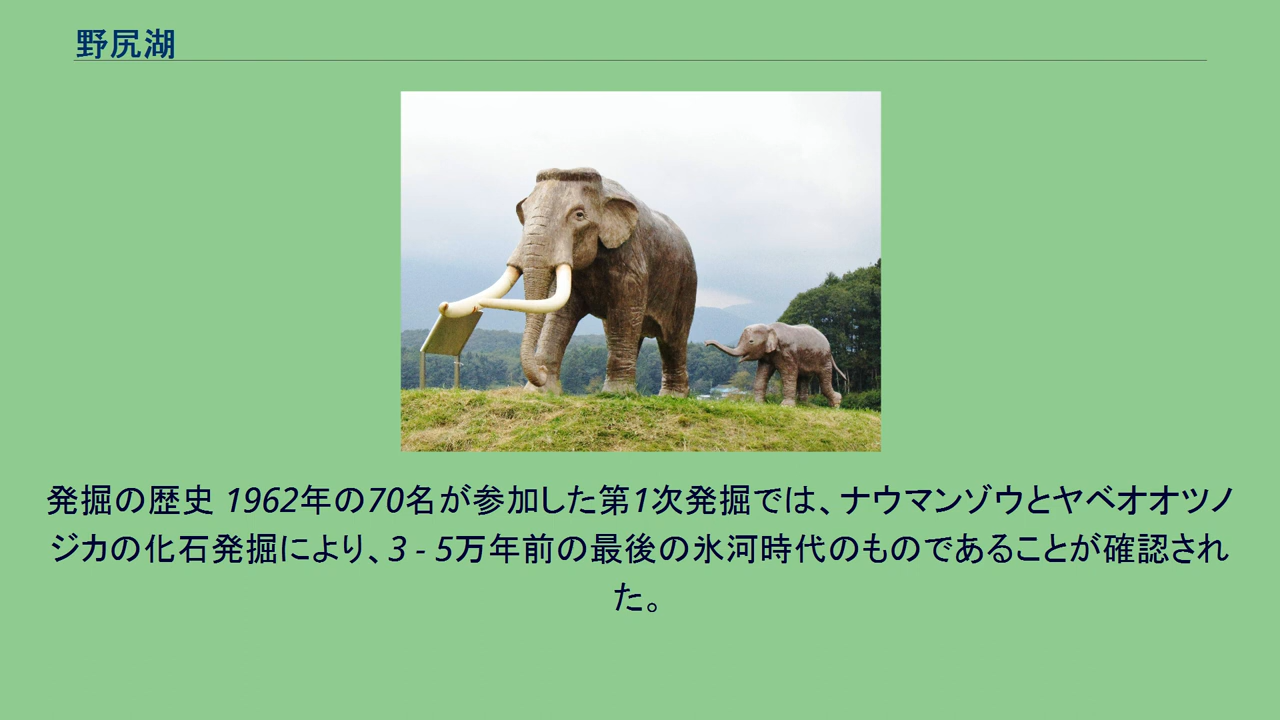 野尻湖
発掘の歴史 1962年の70名が参加した第1次発掘では、ナウマンゾウとヤベオオツノ
ジカの化石発掘により、3 - 5万年前の最後の氷河時代のものであることが確認され
た。